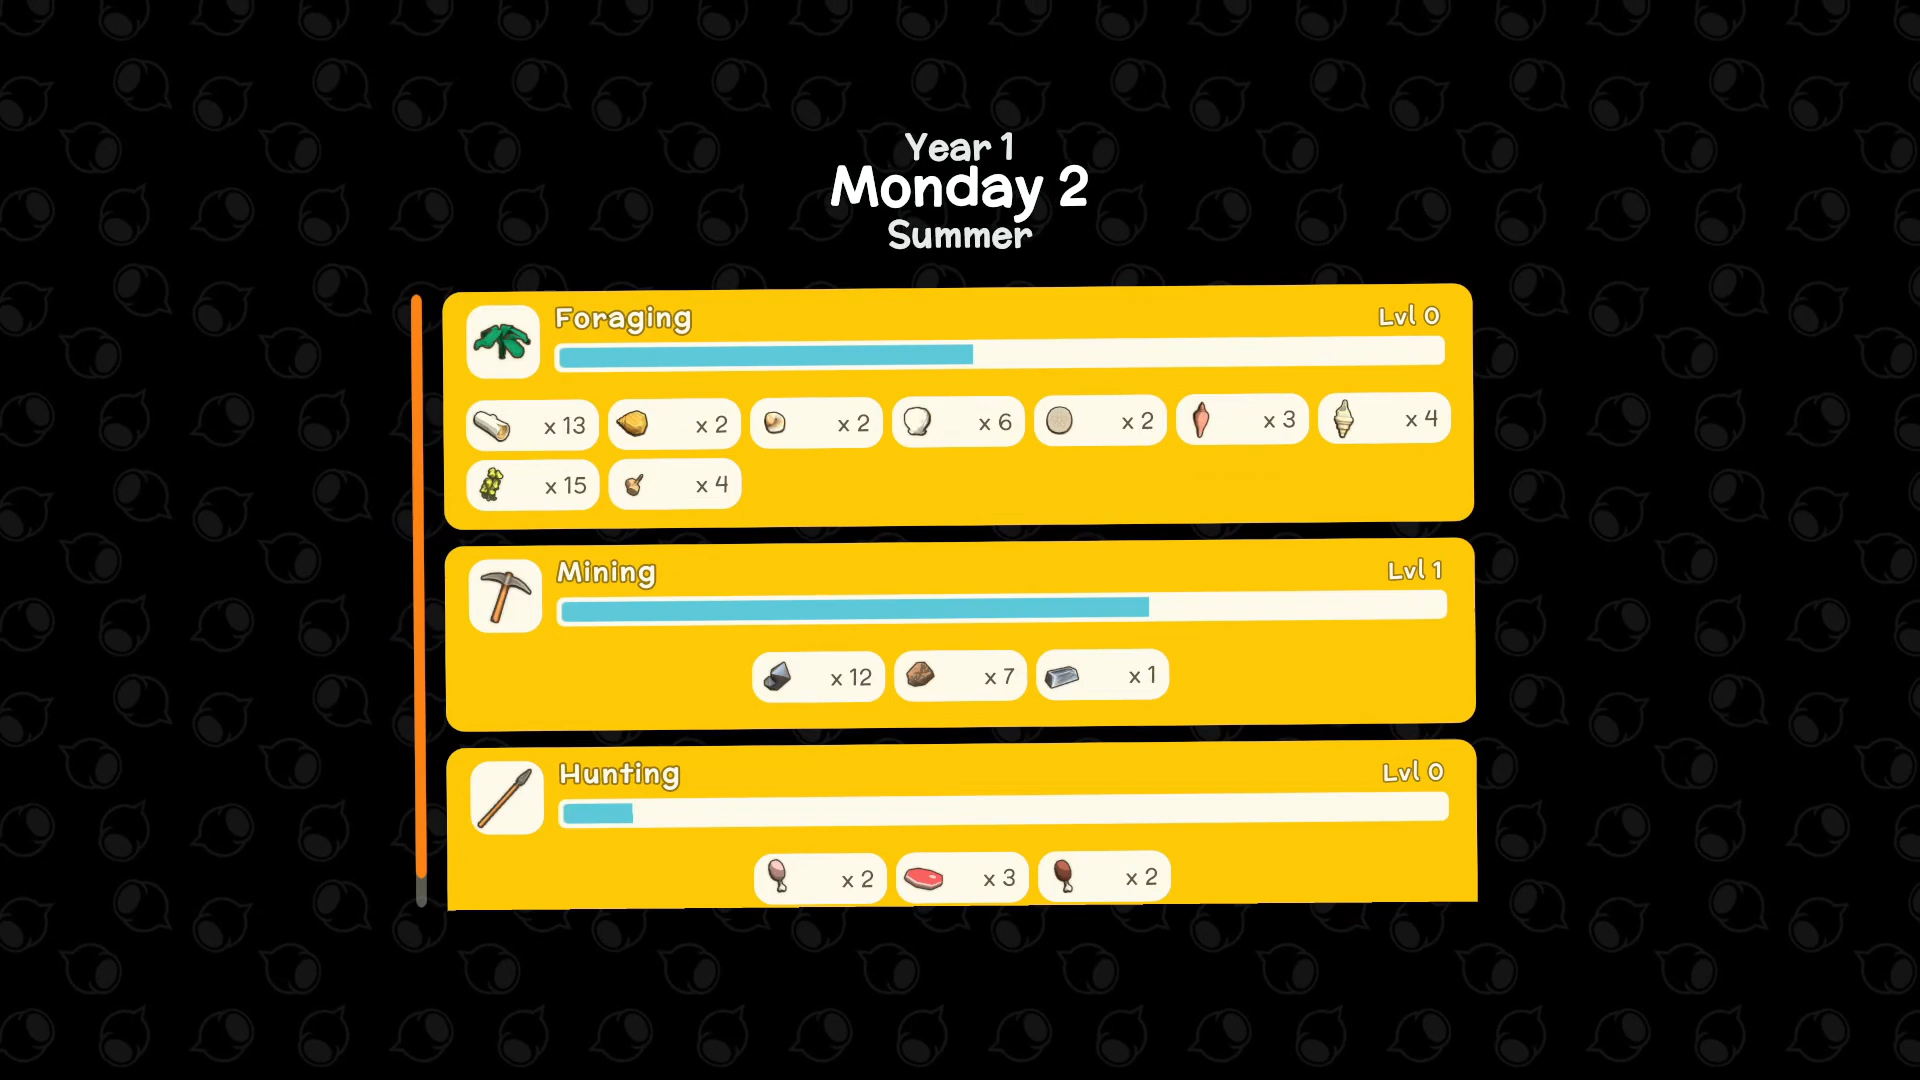 Year 1
Monday 2
Summer
Foraging
Lvl 0
x 13
x 2
x 2
x 6
x 2
x 3
x 4
x 15
x 4
Mining
Lvl 1
x 12
x 7
x 1
Hunting
Lvl 0
x 2
x 3
x 2